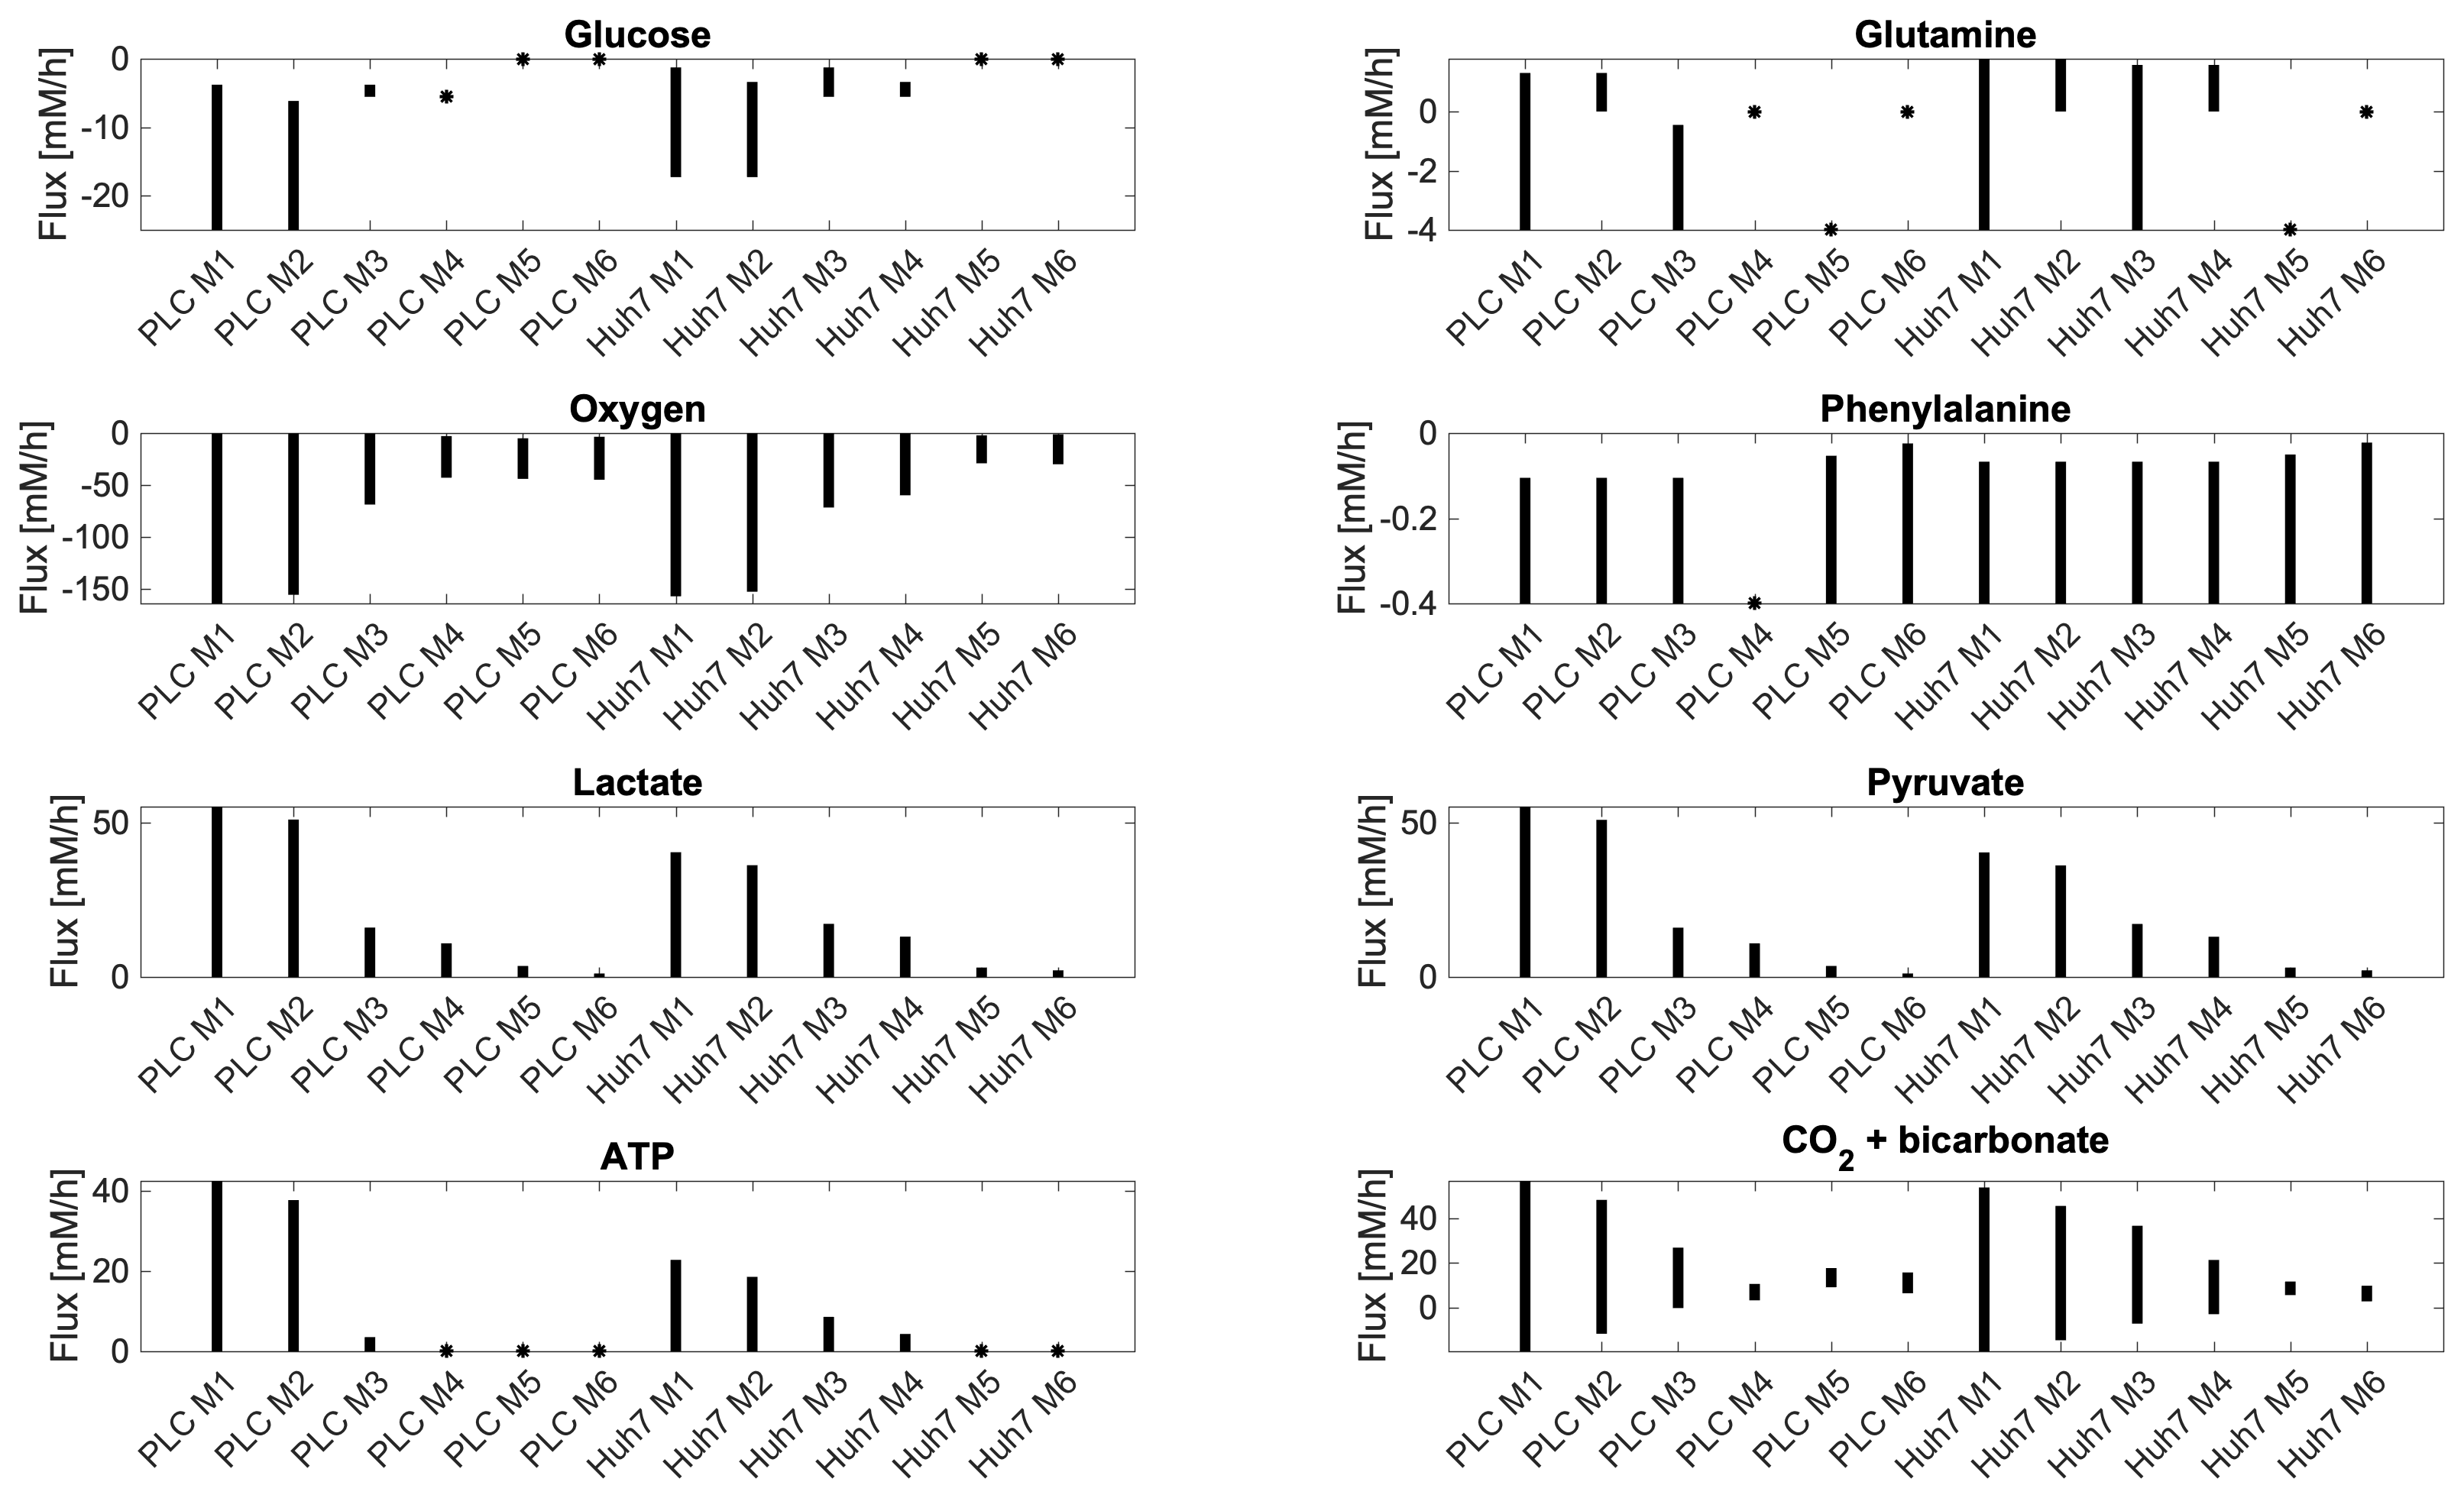 Glucose
Flux [mM/h]
0
-10
-20
PLC M1 PLC M2 PLC M3 PLC M4 PLC M5 PLC M6 Huh7 M1 Huh7 M2 Huh7 M3 Huh7 M4 Huh7 M5 Huh7 M6
Glutamine
Flux [mM/h]
0
-2
-4
PLC M1 PLC M2 PLC M3 PLC M4 PLC M5 PLC M6 Huh7 M1 Huh7 M2 Huh7 M3 Huh7 M4 Huh7 M5 Huh7 M6
Oxygen
Flux [mM/h]
0
-50
-100
-150
PLC M1 PLC M2 PLC M3 PLC M4 PLC M5 PLC M6 Huh7 M1 Huh7 M2 Huh7 M3 Huh7 M4 Huh7 M5 Huh7 M6
Phenylalanine
Flux [mM/h]
0
-0.2
-0.4
PLC M1 PLC M2 PLC M3 PLC M4 PLC M5 PLC M6 Huh7 M1 Huh7 M2 Huh7 M3 Huh7 M4 Huh7 M5 Huh7 M6
Lactate
Flux [mM/h]
50
0
PLC M1 PLC M2 PLC M3 PLC M4 PLC M5 PLC M6 Huh7 M1 Huh7 M2 Huh7 M3 Huh7 M4 Huh7 M5 Huh7 M6
Pyruvate
Flux [mM/h]
50
0
PLC M1 PLC M2 PLC M3 PLC M4 PLC M5 PLC M6 Huh7 M1 Huh7 M2 Huh7 M3 Huh7 M4 Huh7 M5 Huh7 M6
ATP
Flux [mM/h]
40
20
0
PLC M1 PLC M2 PLC M3 PLC M4 PLC M5 PLC M6 Huh7 M1 Huh7 M2 Huh7 M3 Huh7 M4 Huh7 M5 Huh7 M6
CO₂ + bicarbonate
Flux [mM/h]
40
20
0
PLC M1 PLC M2 PLC M3 PLC M4 PLC M5 PLC M6 Huh7 M1 Huh7 M2 Huh7 M3 Huh7 M4 Huh7 M5 Huh7 M6